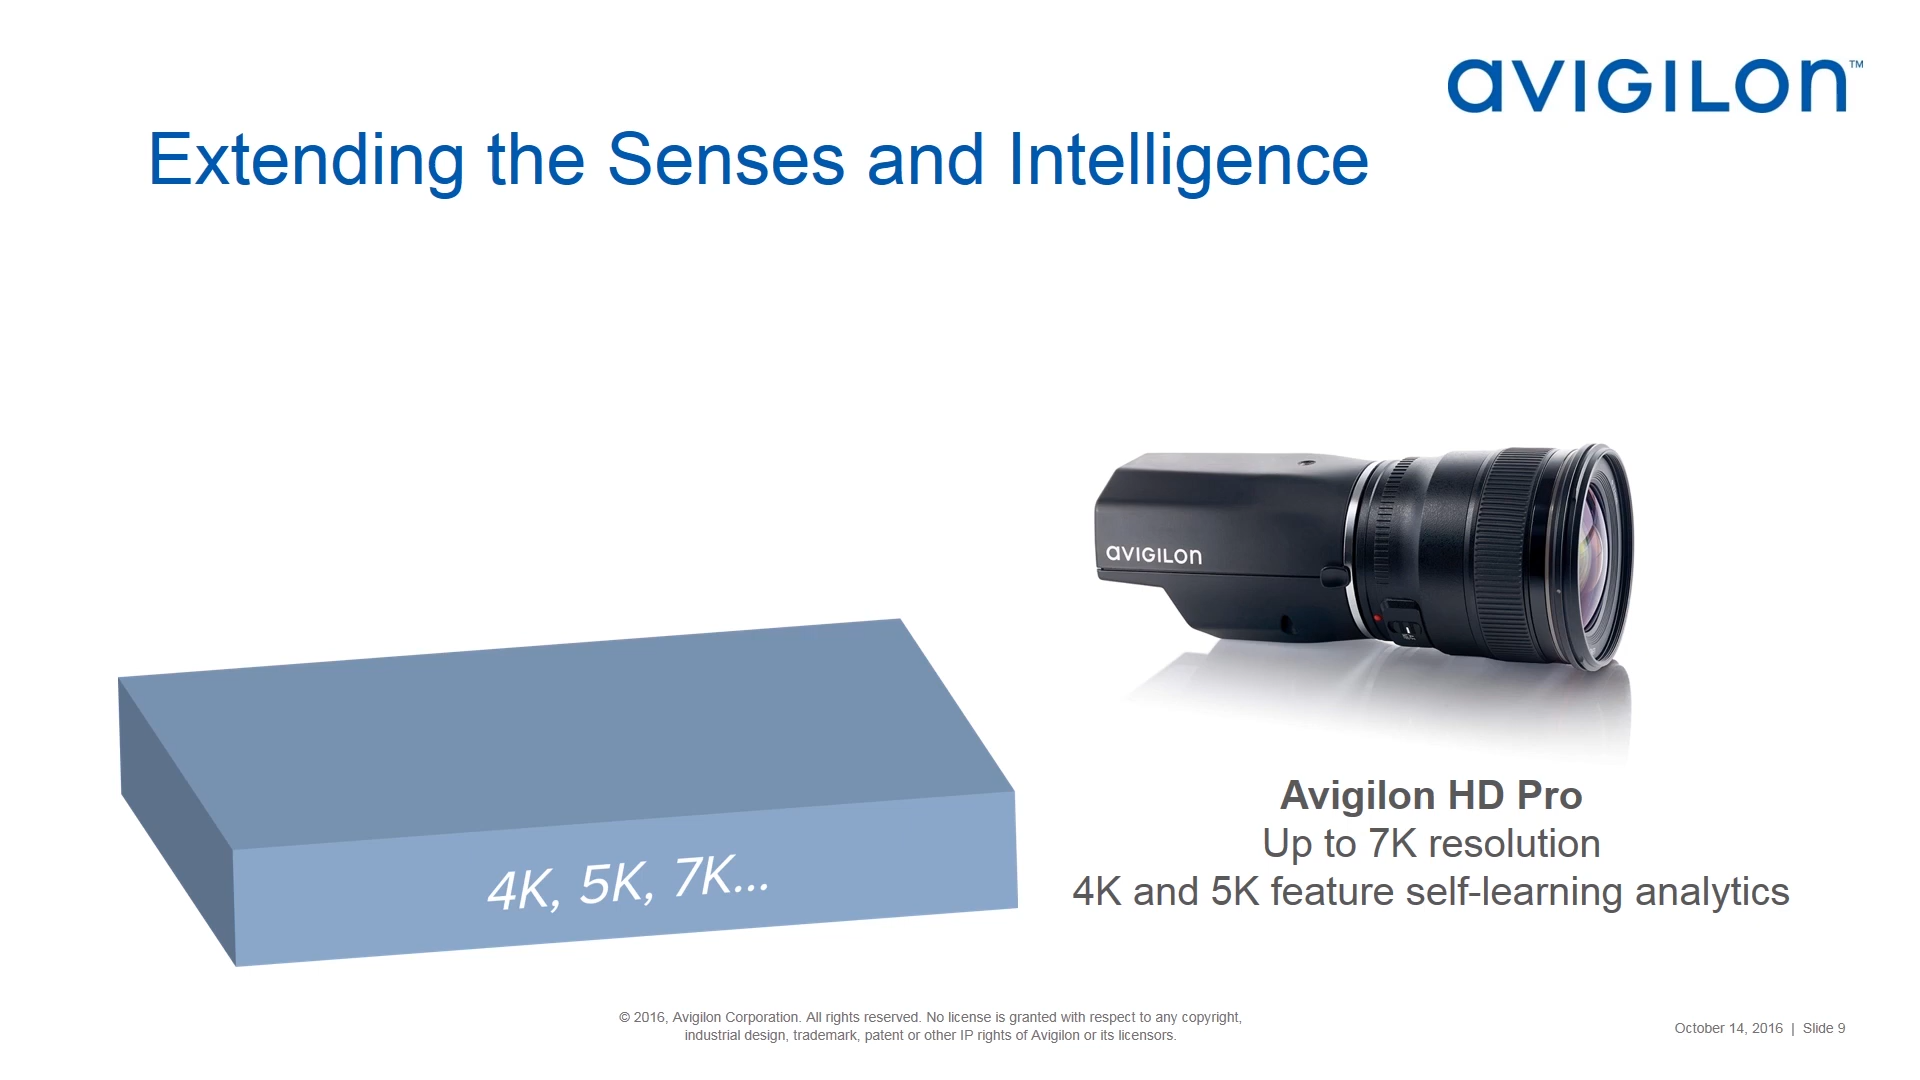 aVIGILon™
Extending the Senses and Intelligence
aVIGILon
4K, 5K, 7K...
Avigilon HD Pro
Up to 7K resolution
4K and 5K feature self-learning analytics
© 2016, Avigilon Corporation. All rights reserved. No license is granted with respect to any copyright,
industrial design, trademark, patent or other IP rights of Avigilon or its licensors.
October 14, 2016 | Slide 9